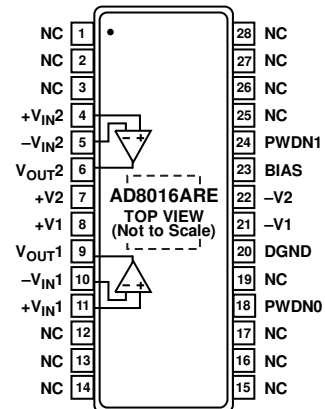 NC 1 28 NC
NC 2 27 NC
NC 3 26 NC
+VIN2 4 25 NC
–VIN2 5 24 PWDN1
VOUT2 6 23 BIAS
+V2 7 22 –V2
+V1 8 21 –V1
VOUT1 9 20 DGND
–VIN1 10 19 NC
+VIN1 11 18 PWDN0
NC 12 17 NC
NC 13 16 NC
NC 14 15 NC
– +
AD8016ARE
TOP VIEW
(Not to Scale)
– +